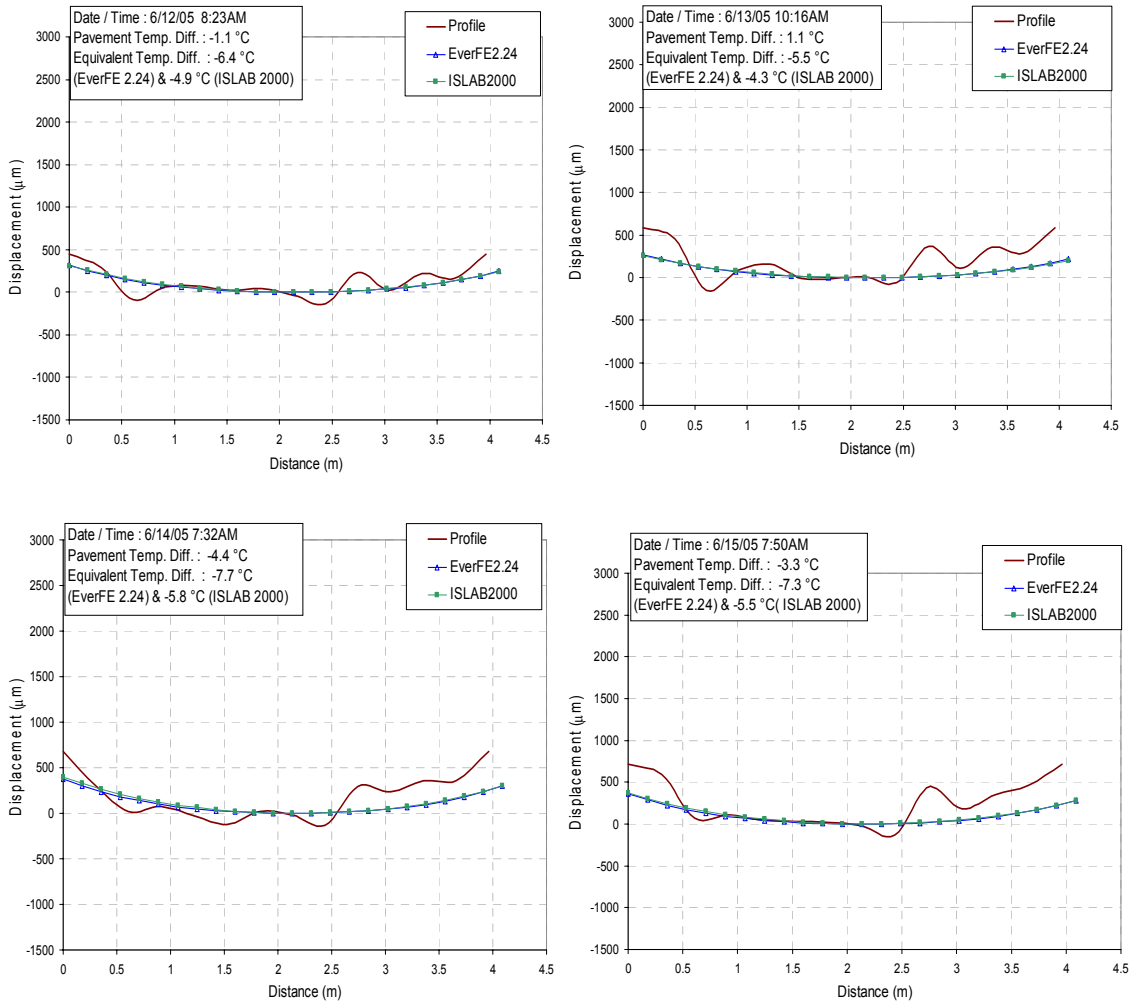 Date / Time : 6/12/05 8:23AM
Pavement Temp. Diff. : -1.1 °C
Equivalent Temp. Diff. : -6.4 °C
(EverFE 2.24) & -4.9 °C (ISLAB 2000)
Profile
EverFE2.24
ISLAB2000
Displacement (μm)
3000
2500
2000
1500
1000
500
0
-500
-1000
-1500
0 0.5 1 1.5 2 2.5 3 3.5 4 4.5
Distance (m)
Date / Time : 6/13/05 10:16AM
Pavement Temp. Diff. : 1.1 °C
Equivalent Temp. Diff. : -5.5 °C
(EverFE 2.24) & -4.3 °C (ISLAB 2000)
Profile
EverFE2.24
ISLAB2000
Displacement (μm)
3000
2500
2000
1500
1000
500
0
-500
-1000
-1500
0 0.5 1 1.5 2 2.5 3 3.5 4 4.5
Distance (m)
Date / Time : 6/14/05 7:32AM
Pavement Temp. Diff. : -4.4 °C
Equivalent Temp. Diff. : -7.7 °C
(EverFE 2.24) & -5.8 °C (ISLAB 2000)
Profile
EverFE2.24
ISLAB2000
Displacement (μm)
3000
2500
2000
1500
1000
500
0
-500
-1000
-1500
0 0.5 1 1.5 2 2.5 3 3.5 4 4.5
Distance (m)
Date / Time : 6/15/05 7:50AM
Pavement Temp. Diff. : -3.3 °C
Equivalent Temp. Diff. : -7.3 °C
(EverFE 2.24) & -5.5 °C( ISLAB 2000)
Profile
EverFE2.24
ISLAB2000
Displacement (μm)
3000
2500
2000
1500
1000
500
0
-500
-1000
-1500
0 0.5 1 1.5 2 2.5 3 3.5 4 4.5
Distance (m)